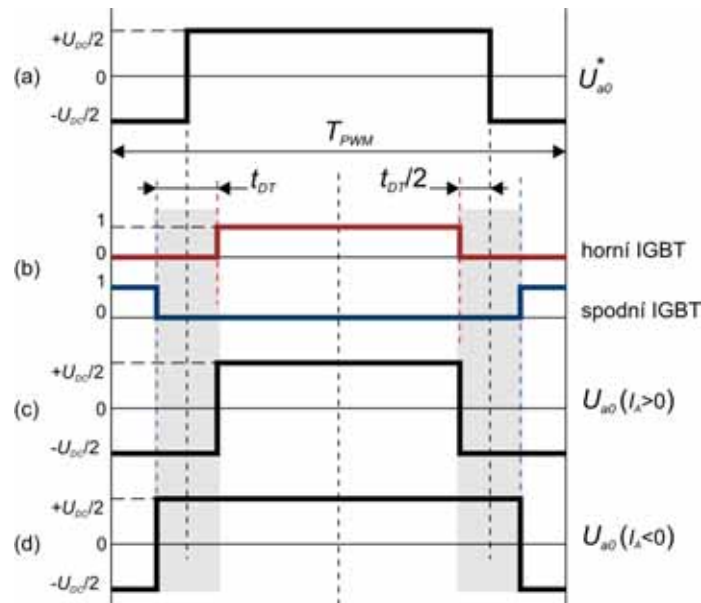 (a)
+U_DC/2
0
-U_DC/2
U*_a0
T_PWM
t_DT
t_DT/2
(b)
1
0
horní IGBT
1
0
spodní IGBT
(c)
+U_DC/2
0
-U_DC/2
U_a0 (I_A>0)
(d)
+U_DC/2
0
-U_DC/2
U_a0 (I_A<0)